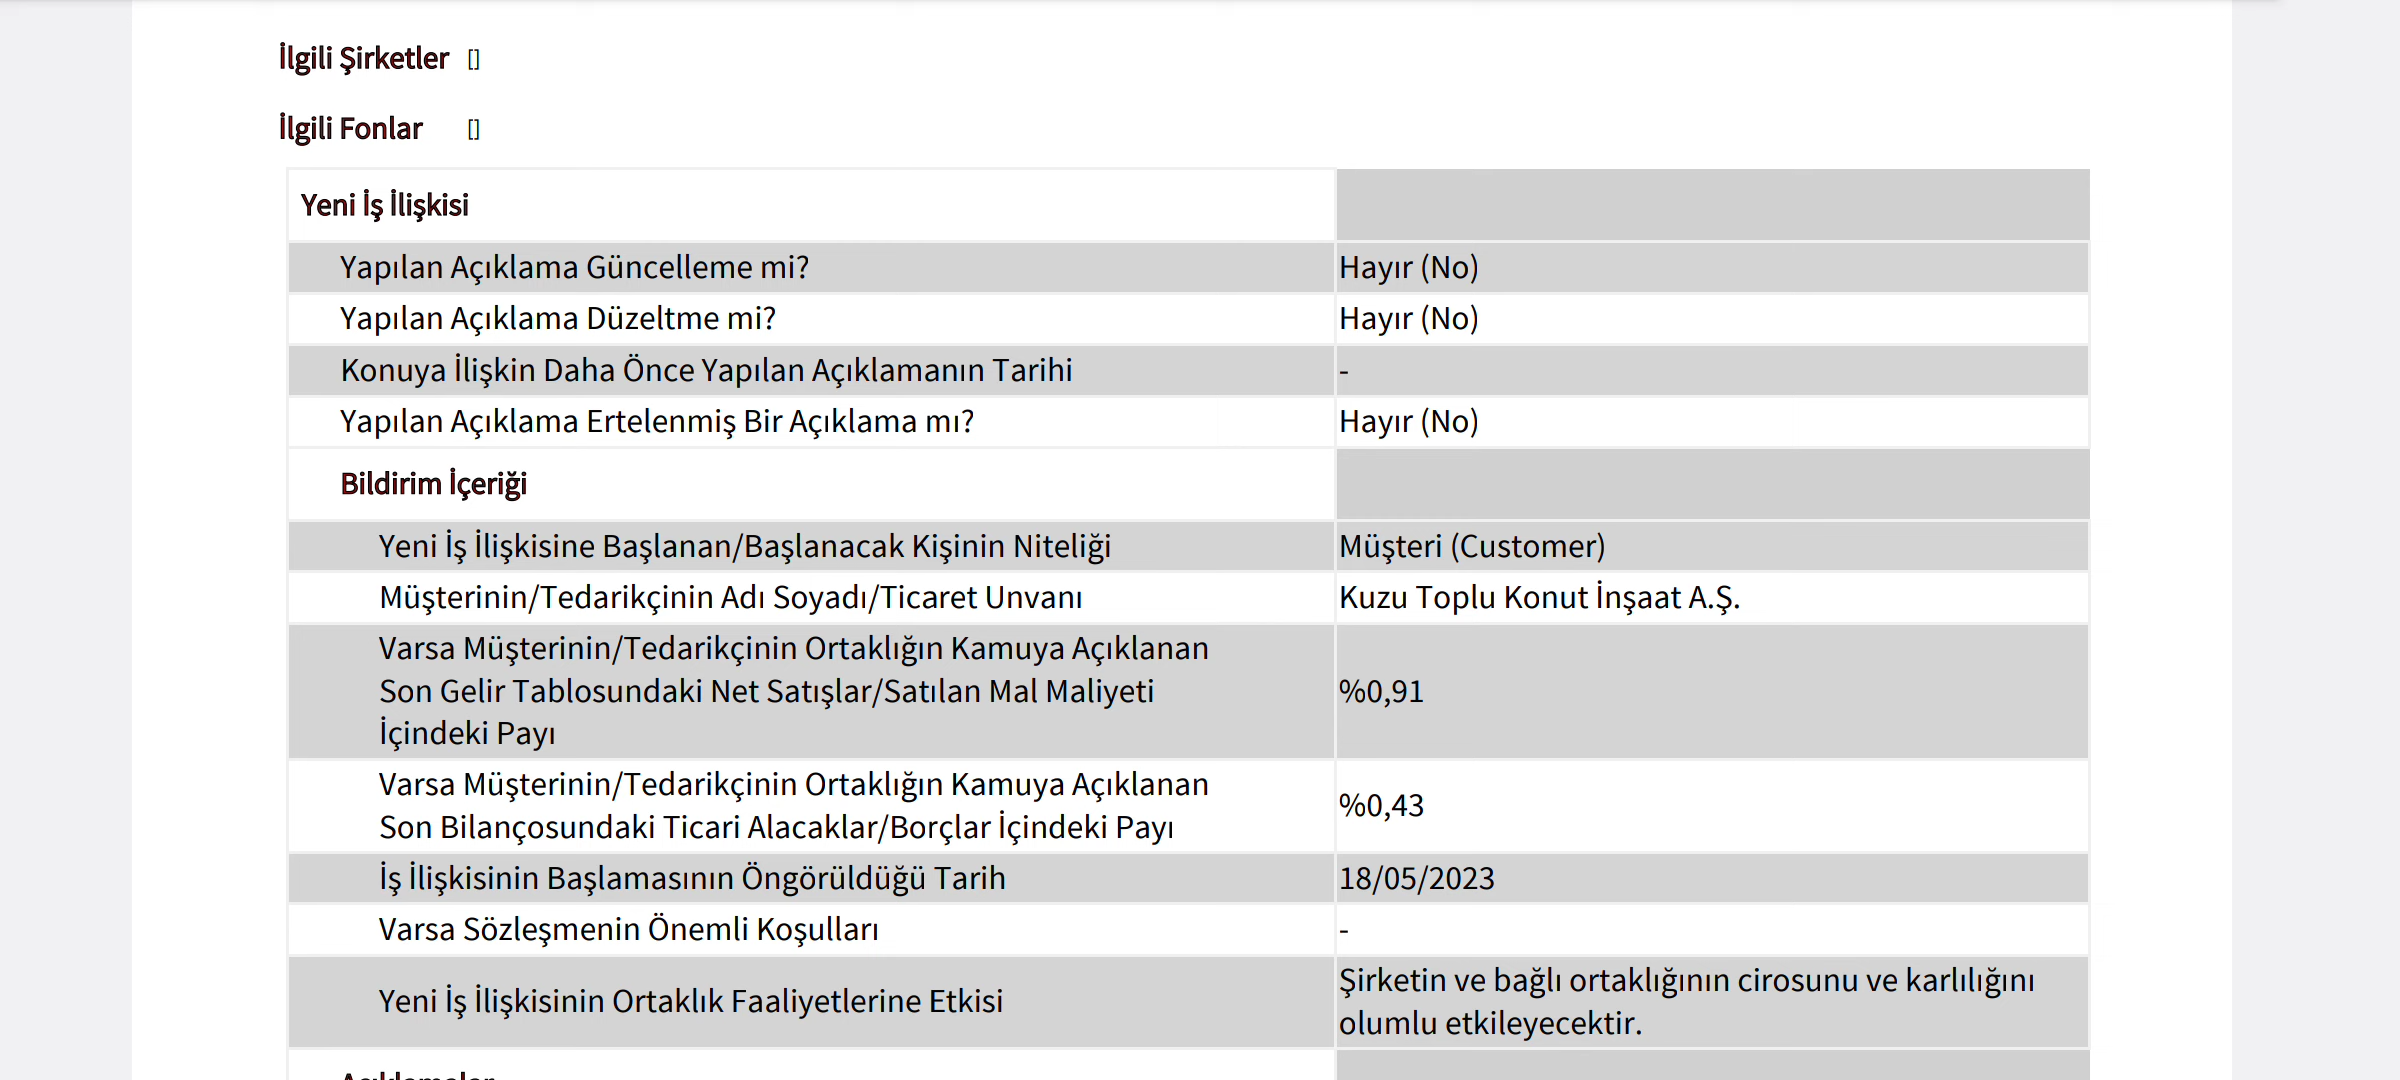 İlgili Şirketler []
İlgili Fonlar []
Yeni İş İlişkisi
Yapılan Açıklama Güncelleme mi? Hayır (No)
Yapılan Açıklama Düzeltme mi? Hayır (No)
Konuya İlişkin Daha Önce Yapılan Açıklamanın Tarihi -
Yapılan Açıklama Ertelenmiş Bir Açıklama mı? Hayır (No)
Bildirim İçeriği
Yeni İş İlişkisine Başlanan/Başlanacak Kişinin Niteliği Müşteri (Customer)
Müşterinin/Tedarikçinin Adı Soyadı/Ticaret Unvanı Kuzu Toplu Konut İnşaat A.Ş.
Varsa Müşterinin/Tedarikçinin Ortaklığın Kamuya Açıklanan
Son Gelir Tablosundaki Net Satışlar/Satılan Mal Maliyeti
İçindeki Payı
%0,91
Varsa Müşterinin/Tedarikçinin Ortaklığın Kamuya Açıklanan
Son Bilançosundaki Ticari Alacaklar/Borçlar İçindeki Payı
%0,43
İş İlişkisinin Başlamasının Öngörüldüğü Tarih 18/05/2023
Varsa Sözleşmenin Önemli Koşulları -
Yeni İş İlişkisinin Ortaklık Faaliyetlerine Etkisi
Şirketin ve bağlı ortaklığının cirosunu ve karlılığını
olumlu etkileyecektir.